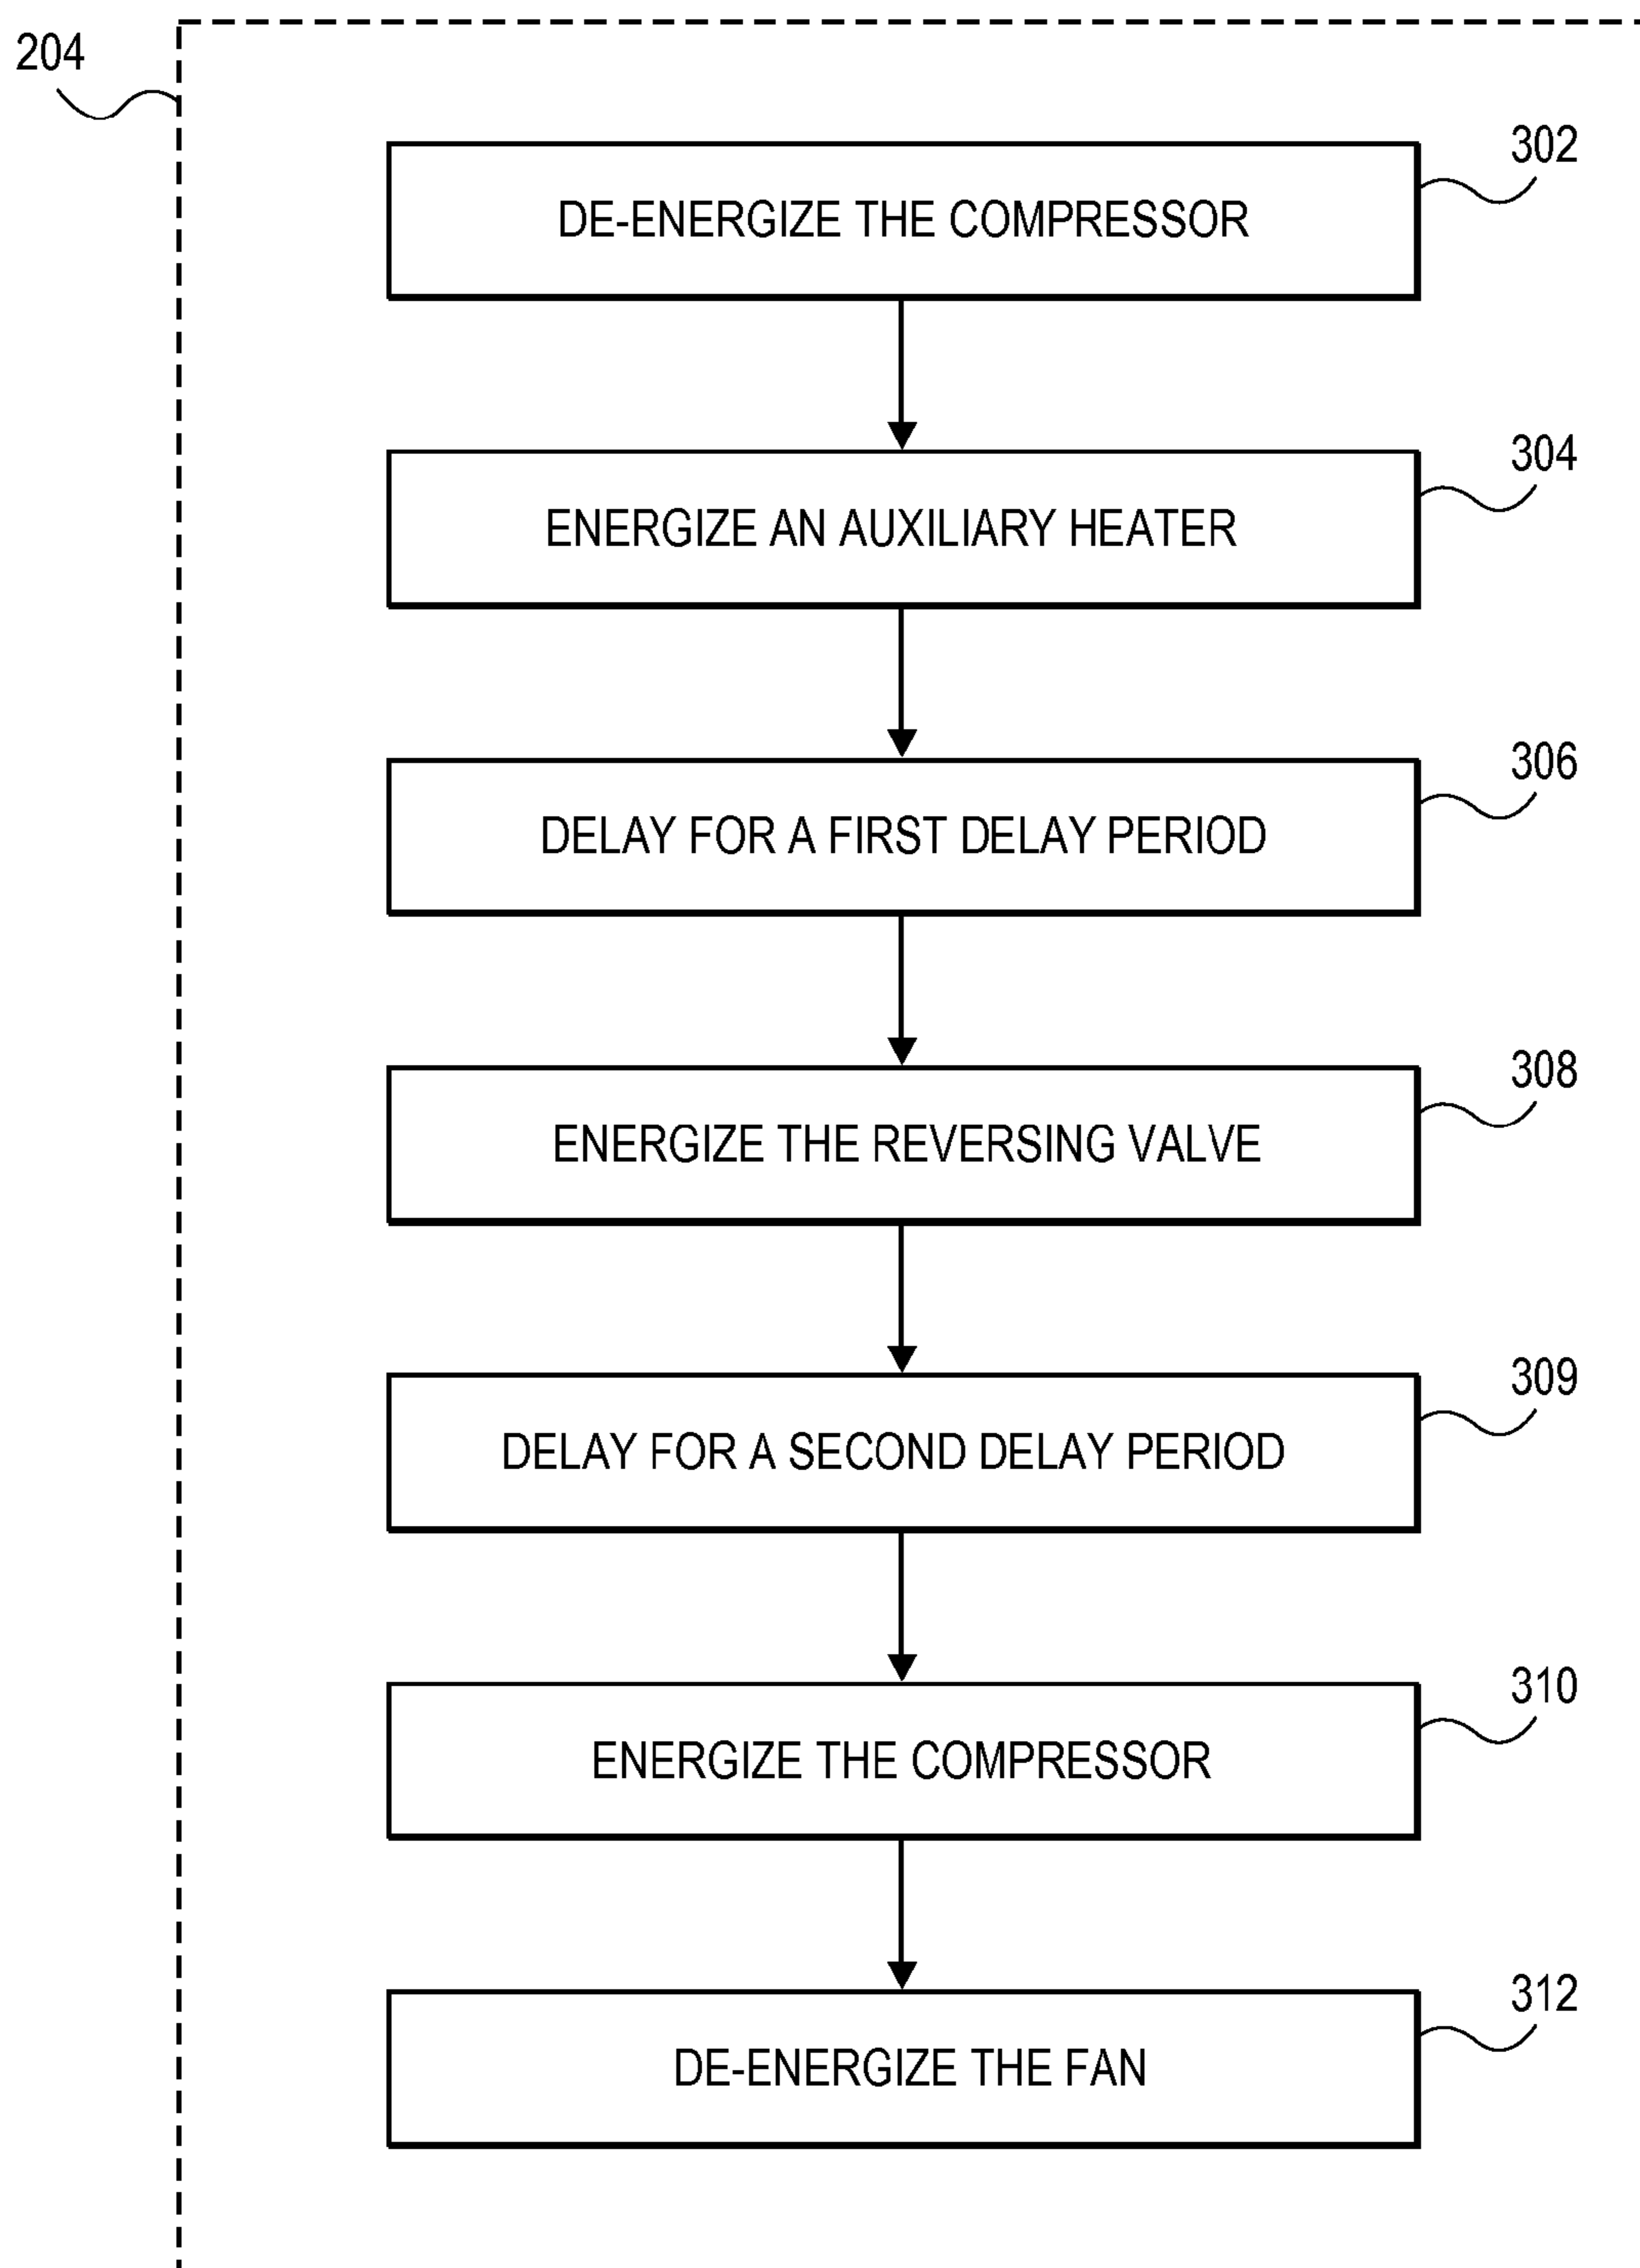 204
302
DE-ENERGIZE THE COMPRESSOR
304
ENERGIZE AN AUXILIARY HEATER
306
DELAY FOR A FIRST DELAY PERIOD
308
ENERGIZE THE REVERSING VALVE
309
DELAY FOR A SECOND DELAY PERIOD
310
ENERGIZE THE COMPRESSOR
312
DE-ENERGIZE THE FAN